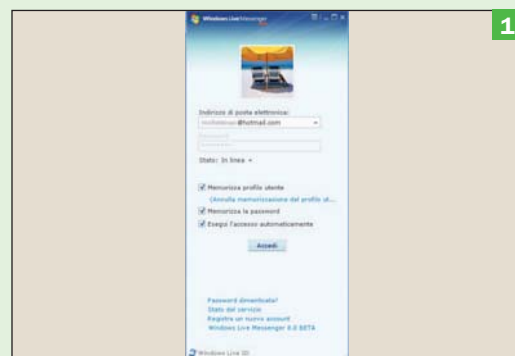 1
Windows Live Messenger
Indirizzo di posta elettronica:
@hotmail.com
Stato: In linea
Memorizza profilo utente
(Annulla memorizzazione del profilo ut...
Memorizza la password
Esegui l'accesso automaticamente
Accedi
Password dimenticata?
Stato del servizio
Registra un nuovo account
Windows Live Messenger 8.0 BETA
Windows Live ID